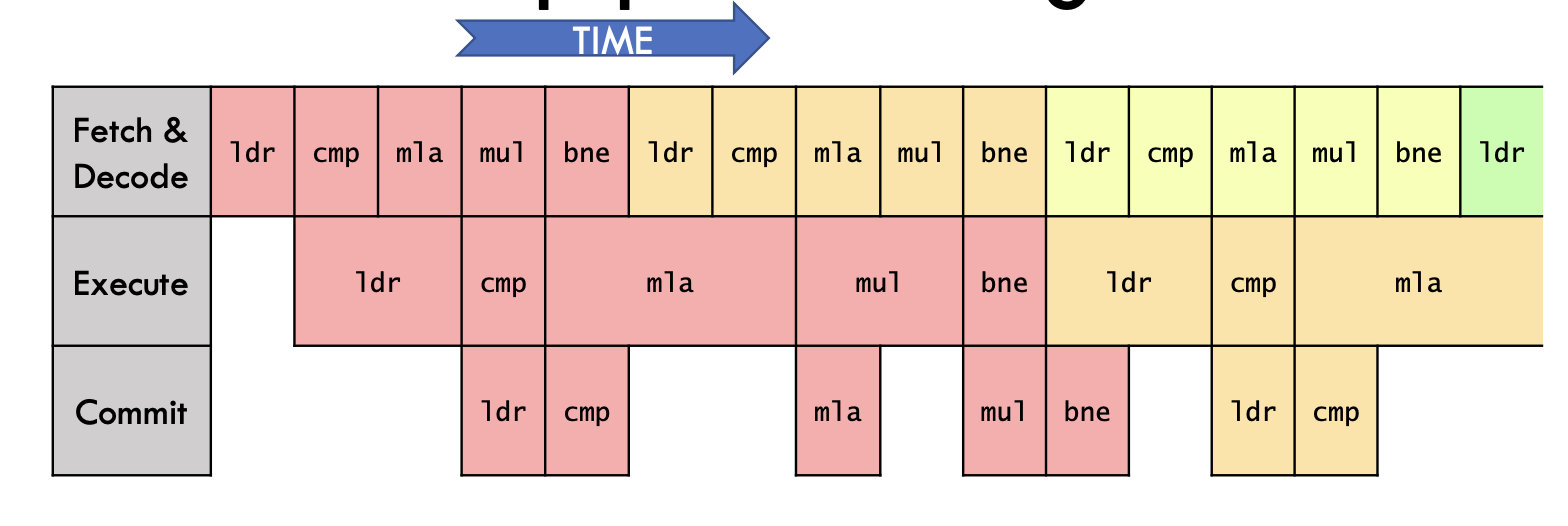 TIME
Fetch &
Decode
ldr cmp mla mul bne ldr cmp mla mul bne ldr cmp mla mul bne ldr
Execute
ldr cmp mla mul bne ldr cmp mla
Commit
ldr cmp mla mul bne ldr cmp